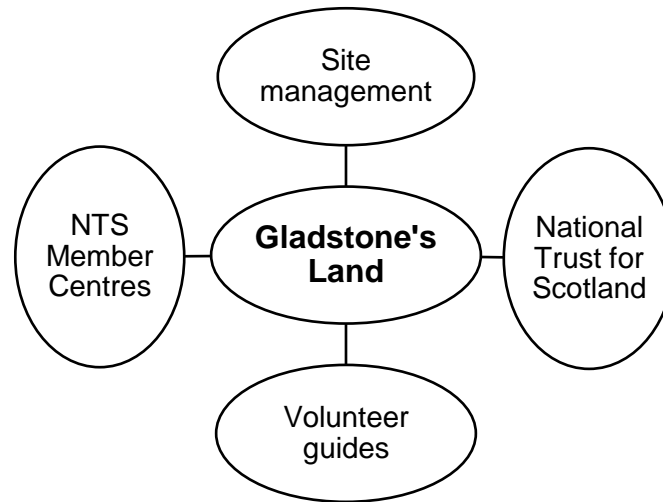 Site
management
NTS
Member
Centres
Gladstone's
Land
National
Trust for
Scotland
Volunteer
guides